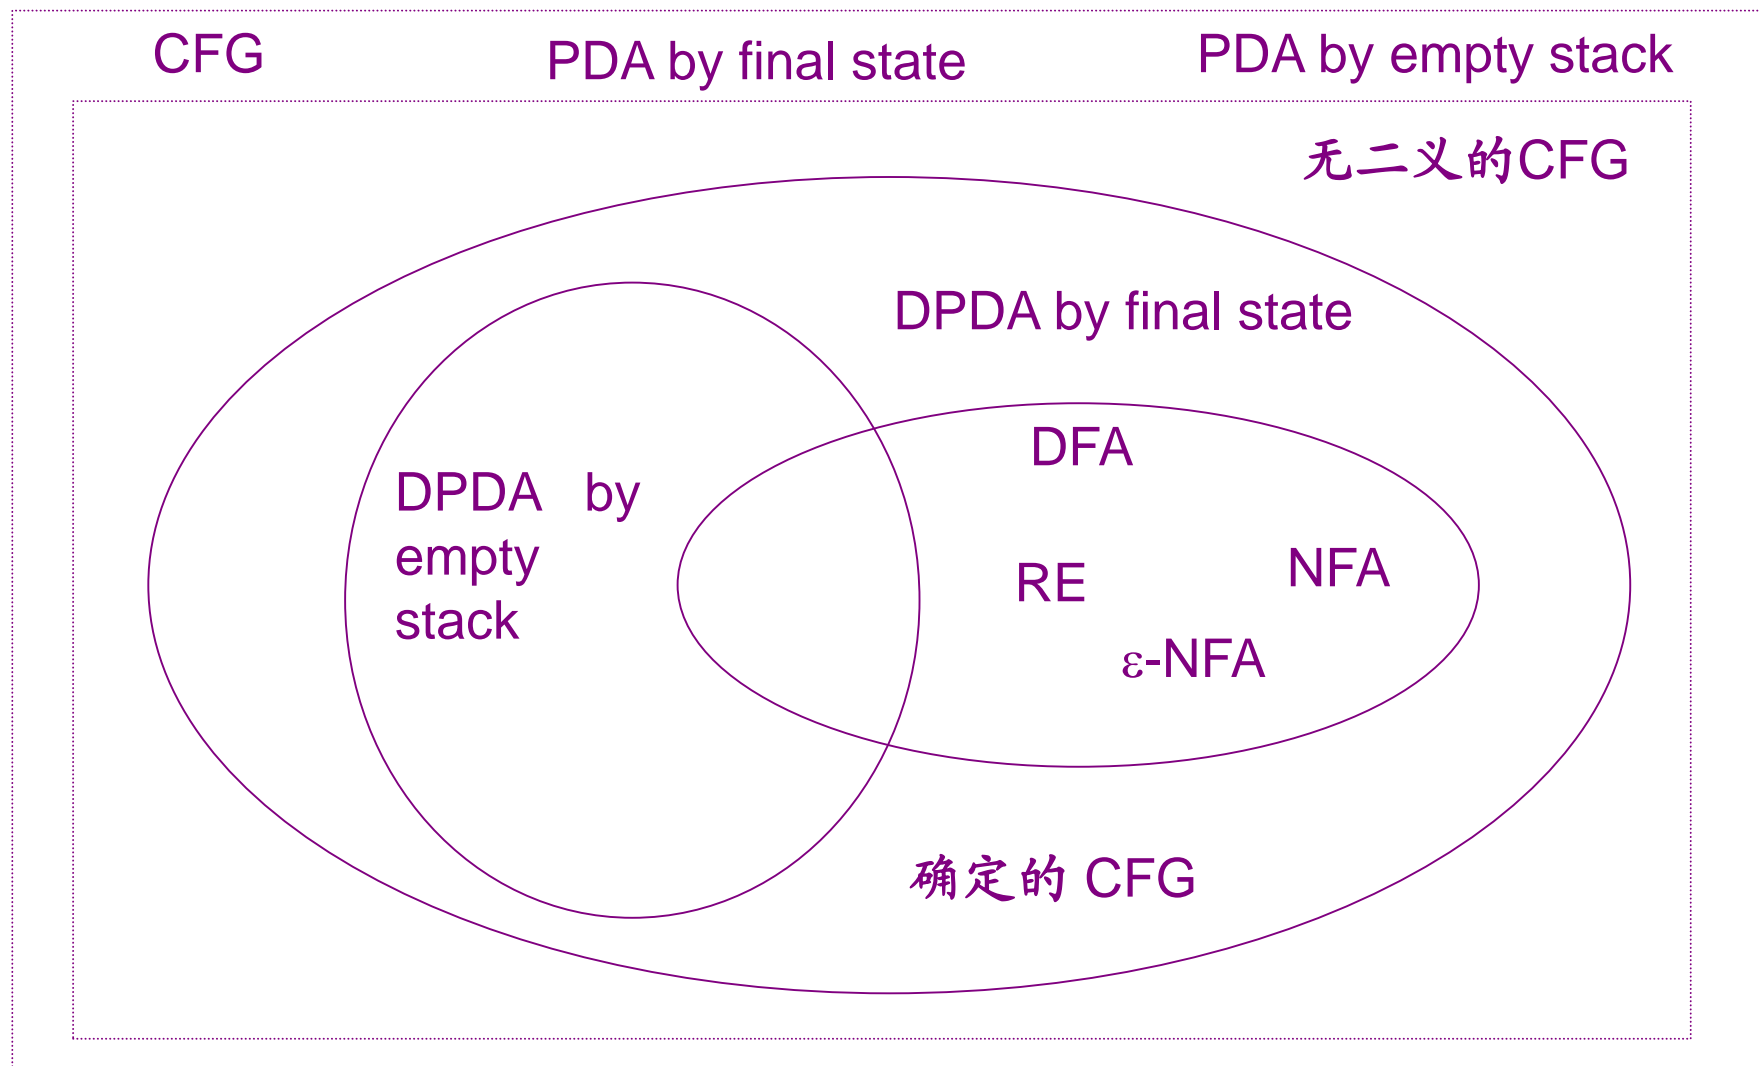 CFG
PDA by final state
PDA by empty stack
无二义的CFG
DPDA by final state
DFA
DPDA by
empty
stack
NFA
RE
ε-NFA
确定的 CFG